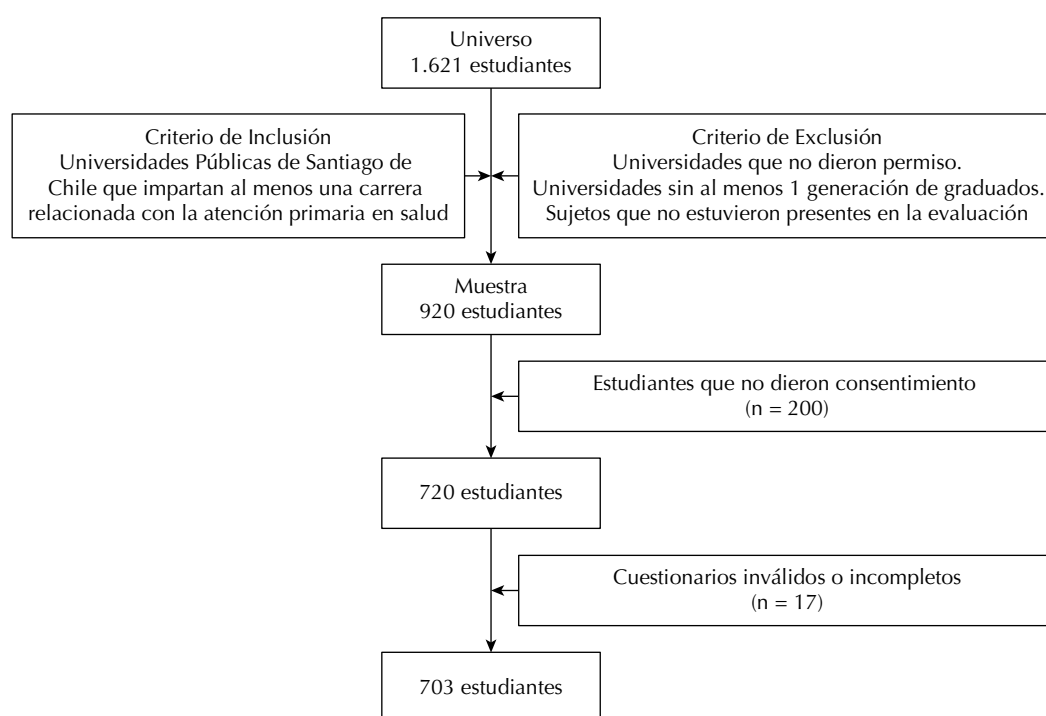 Universo
1.621 estudiantes
Criterio de Inclusión
Universidades Públicas de Santiago de
Chile que impartan al menos una carrera
relacionada con la atención primaria en salud
Criterio de Exclusión
Universidades que no dieron permiso.
Universidades sin al menos 1 generación de graduados.
Sujetos que no estuvieron presentes en la evaluación
Muestra
920 estudiantes
Estudiantes que no dieron consentimiento
(n = 200)
720 estudiantes
Cuestionarios inválidos o incompletos
(n = 17)
703 estudiantes